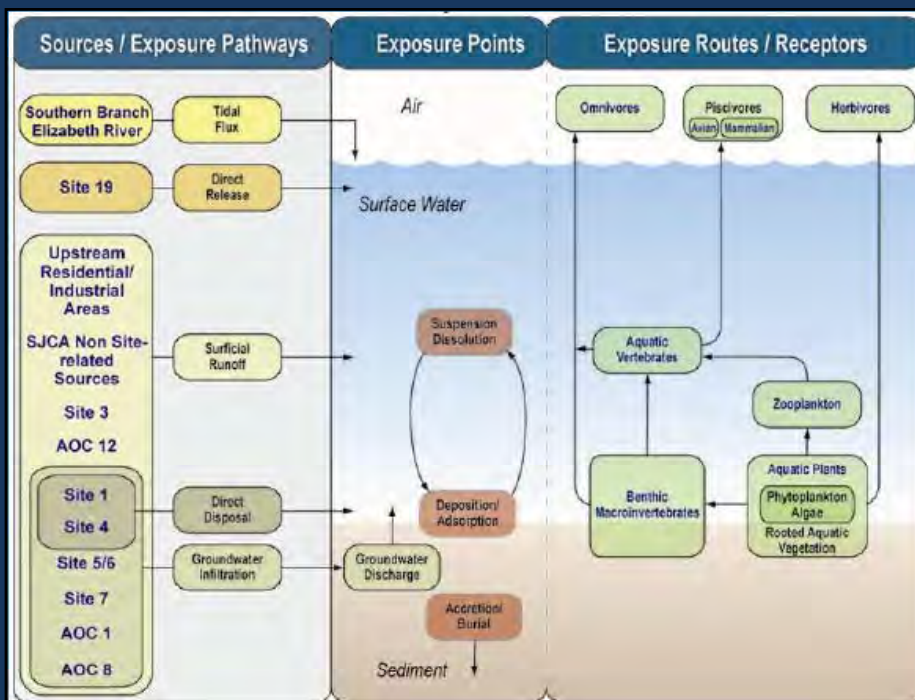 Sources / Exposure Pathways
Exposure Points
Exposure Routes / Receptors
Southern Branch
Elizabeth River
Tidal
Flux
Site 19
Direct
Release
Upstream
Residential/
Industrial
Areas
SJCA Non Site-
related
Sources
Site 3
AOC 12
Surficial
Runoff
Site 1
Site 4
Direct
Disposal
Site 5/6
Site 7
AOC 1
AOC 8
Groundwater
Infiltration
Air
Surface Water
Suspension
Dissolution
Deposition/
Adsorption
Groundwater
Discharge
Accretion/
Burial
Sediment
Omnivores
Piscivores
Avian
Mammalian
Herbivores
Aquatic
Vertebrates
Zooplankton
Benthic
Macroinvertebrates
Aquatic Plants
Phytoplankton
Algae
Rooted Aquatic
Vegetation